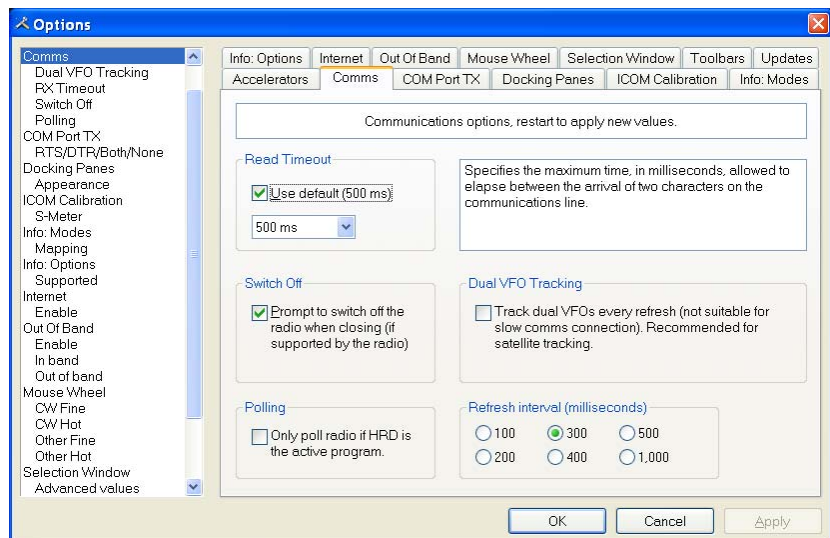 Options
Comms
Dual VFO Tracking
RX Timeout
Switch Off
Polling
COM Port TX
RTS/DTR/Both/None
Docking Panes
Appearance
ICOM Calibration
S-Meter
Info: Modes
Mapping
Info: Options
Supported
Internet
Enable
Out Of Band
Enable
In band
Out of band
Mouse Wheel
CW Fine
CW Hot
Other Fine
Other Hot
Selection Window
Advanced values
Info: Options Internet Out Of Band Mouse Wheel Selection Window Toolbars Updates
Accelerators Comms COM Port TX Docking Panes ICOM Calibration Info: Modes
Communications options, restart to apply new values.
Read Timeout
Use default (500 ms)
500 ms
Specifies the maximum time, in milliseconds, allowed to
elapse between the arrival of two characters on the
communications line.
Switch Off
Prompt to switch off the
radio when closing (if
supported by the radio)
Dual VFO Tracking
Track dual VFOs every refresh (not suitable for
slow comms connection). Recommended for
satellite tracking.
Polling
Only poll radio if HRD is
the active program.
Refresh interval (milliseconds)
100 300 500
200 400 1,000
OK Cancel Apply